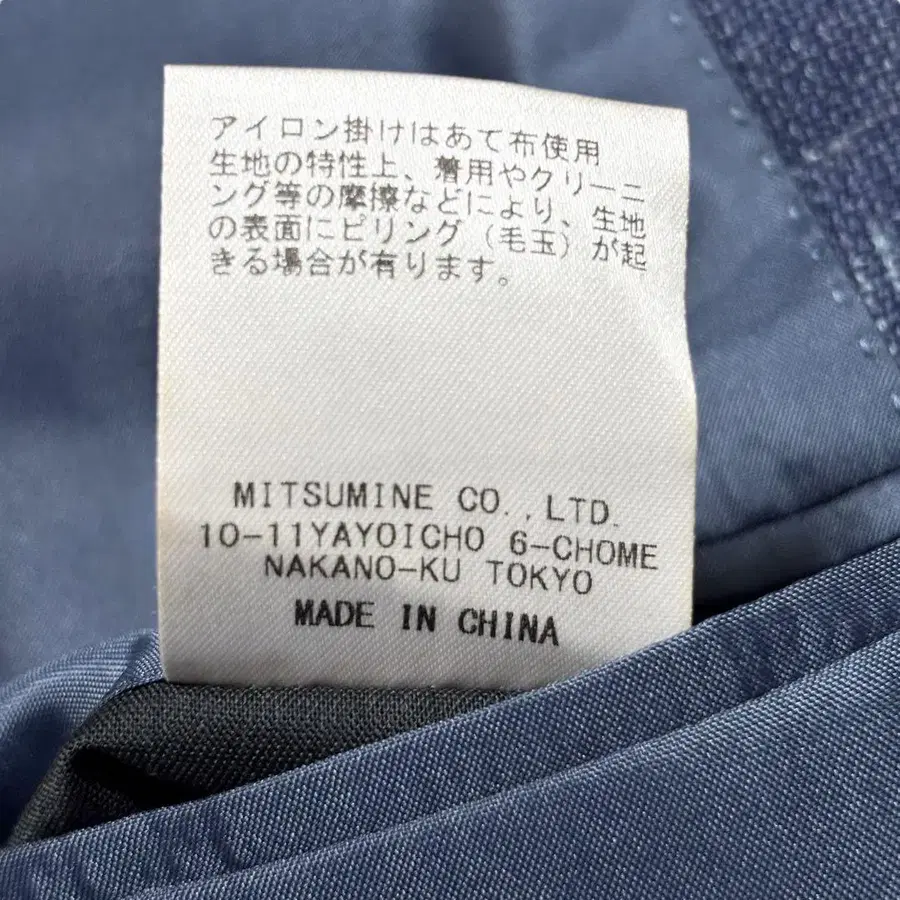 アイロン掛けはあて布使用
生地の特性上、着用やクリーニ
ング等の摩擦などにより、生地
の表面にピリング（毛玉）が起
きる場合が有ります。
MITSUMINE CO.,LTD.
10-11YAYOICHO 6-CHOME
NAKANO-KU TOKYO
MADE IN CHINA